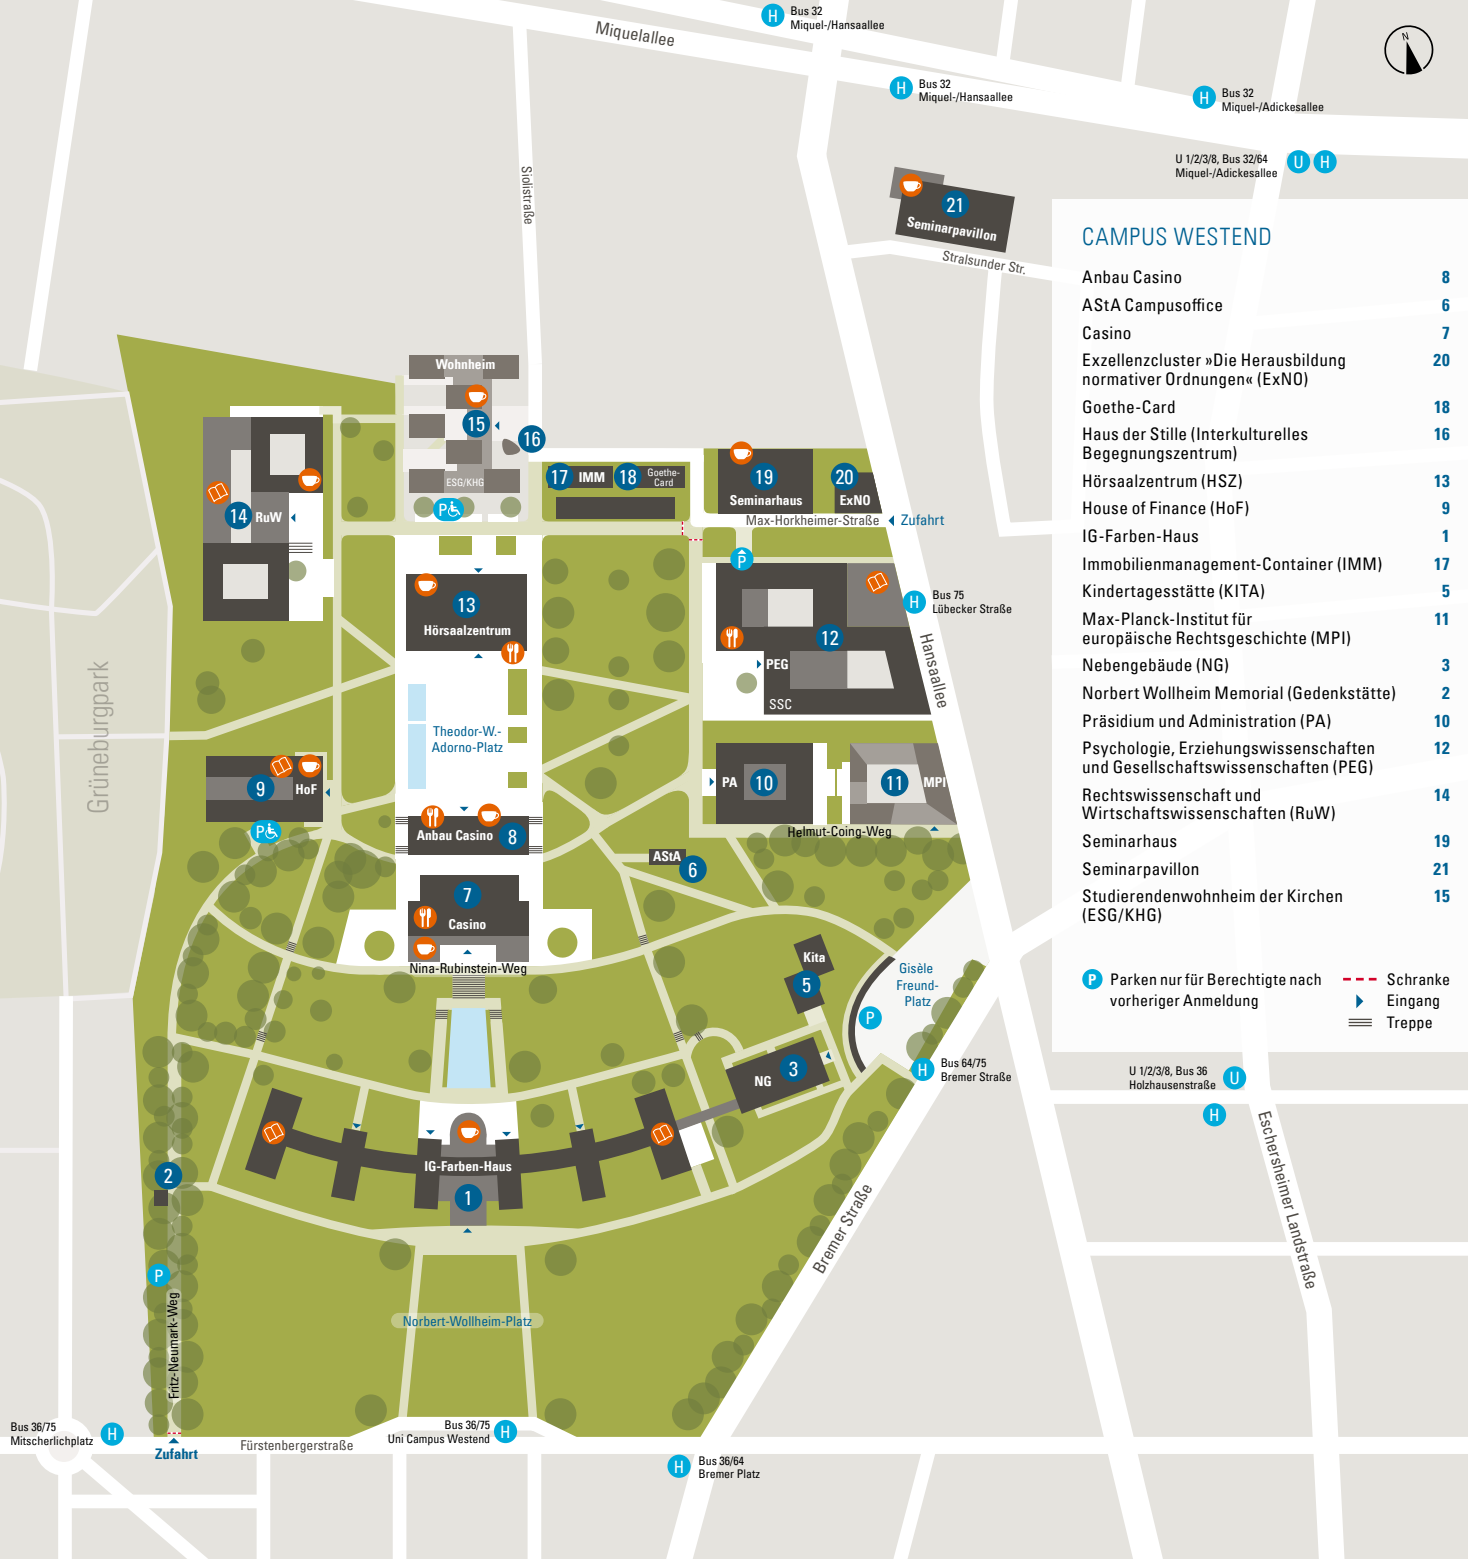 H
Bus 32
Miquel-/Hansaallee
Miquelallee
N
H
Bus 32
Miquel-/Hansaallee
H
Bus 32
Miquel-/Adickesallee
U 1/2/3/8, Bus 32/64
Miquel-/Adickesallee
U H
Siolistraße
21
Seminarpavillon
Stralsunder Str.
CAMPUS WESTEND
Anbau Casino 8
AStA Campusoffice 6
Casino 7
Exzellenzcluster »Die Herausbildung 20
normativer Ordnungen« (ExNO)
Goethe-Card 18
Haus der Stille (Interkulturelles 16
Begegnungszentrum)
Hörsaalzentrum (HSZ) 13
House of Finance (HoF) 9
IG-Farben-Haus 1
Immobilienmanagement-Container (IMM) 17
Kindertagesstätte (KITA) 5
Max-Planck-Institut für 11
europäische Rechtsgeschichte (MPI)
Nebengebäude (NG) 3
Norbert Wollheim Memorial (Gedenkstätte) 2
Präsidium und Administration (PA) 10
Psychologie, Erziehungswissenschaften 12
und Gesellschaftswissenschaften (PEG)
Rechtswissenschaft und 14
Wirtschaftswissenschaften (RuW)
Seminarhaus 19
Seminarpavillon 21
Studierendenwohnheim der Kirchen 15
(ESG/KHG)
P Parken nur für Berechtigte nach
vorheriger Anmeldung
Schranke
Eingang
Treppe
Wohnheim
15
16
ESG/KHG
P
17 IMM
18
Goethe-
Card
19
Seminarhaus
20
ExNO
Max-Horkheimer-Straße
Zufahrt
14 RuW
P
13
Hörsaalzentrum
12
PEG
SSC
H
Bus 75
Lübecker Straße
Hansaallee
Grüneburgpark
Theodor-W.-
Adorno-Platz
9 HoF
P
PA 10
11 MPI
Helmut-Coing-Weg
Anbau Casino 8
AStA
6
7
Casino
Nina-Rubinstein-Weg
Kita
5
Gisèle
Freund-
Platz
P
NG 3
H
Bus 64/75
Bremer Straße
U 1/2/3/8, Bus 36
Holzhausenstraße
U
H
Eschersheimer Landstraße
IG-Farben-Haus
1
2
P
Fritz-Neumark-Weg
Bremer Straße
Norbert-Wollheim-Platz
Bus 36/75
Mitscherlichplatz
H
Zufahrt
Fürstenbergerstraße
Bus 36/75
Uni Campus Westend
H
H
Bus 36/64
Bremer Platz